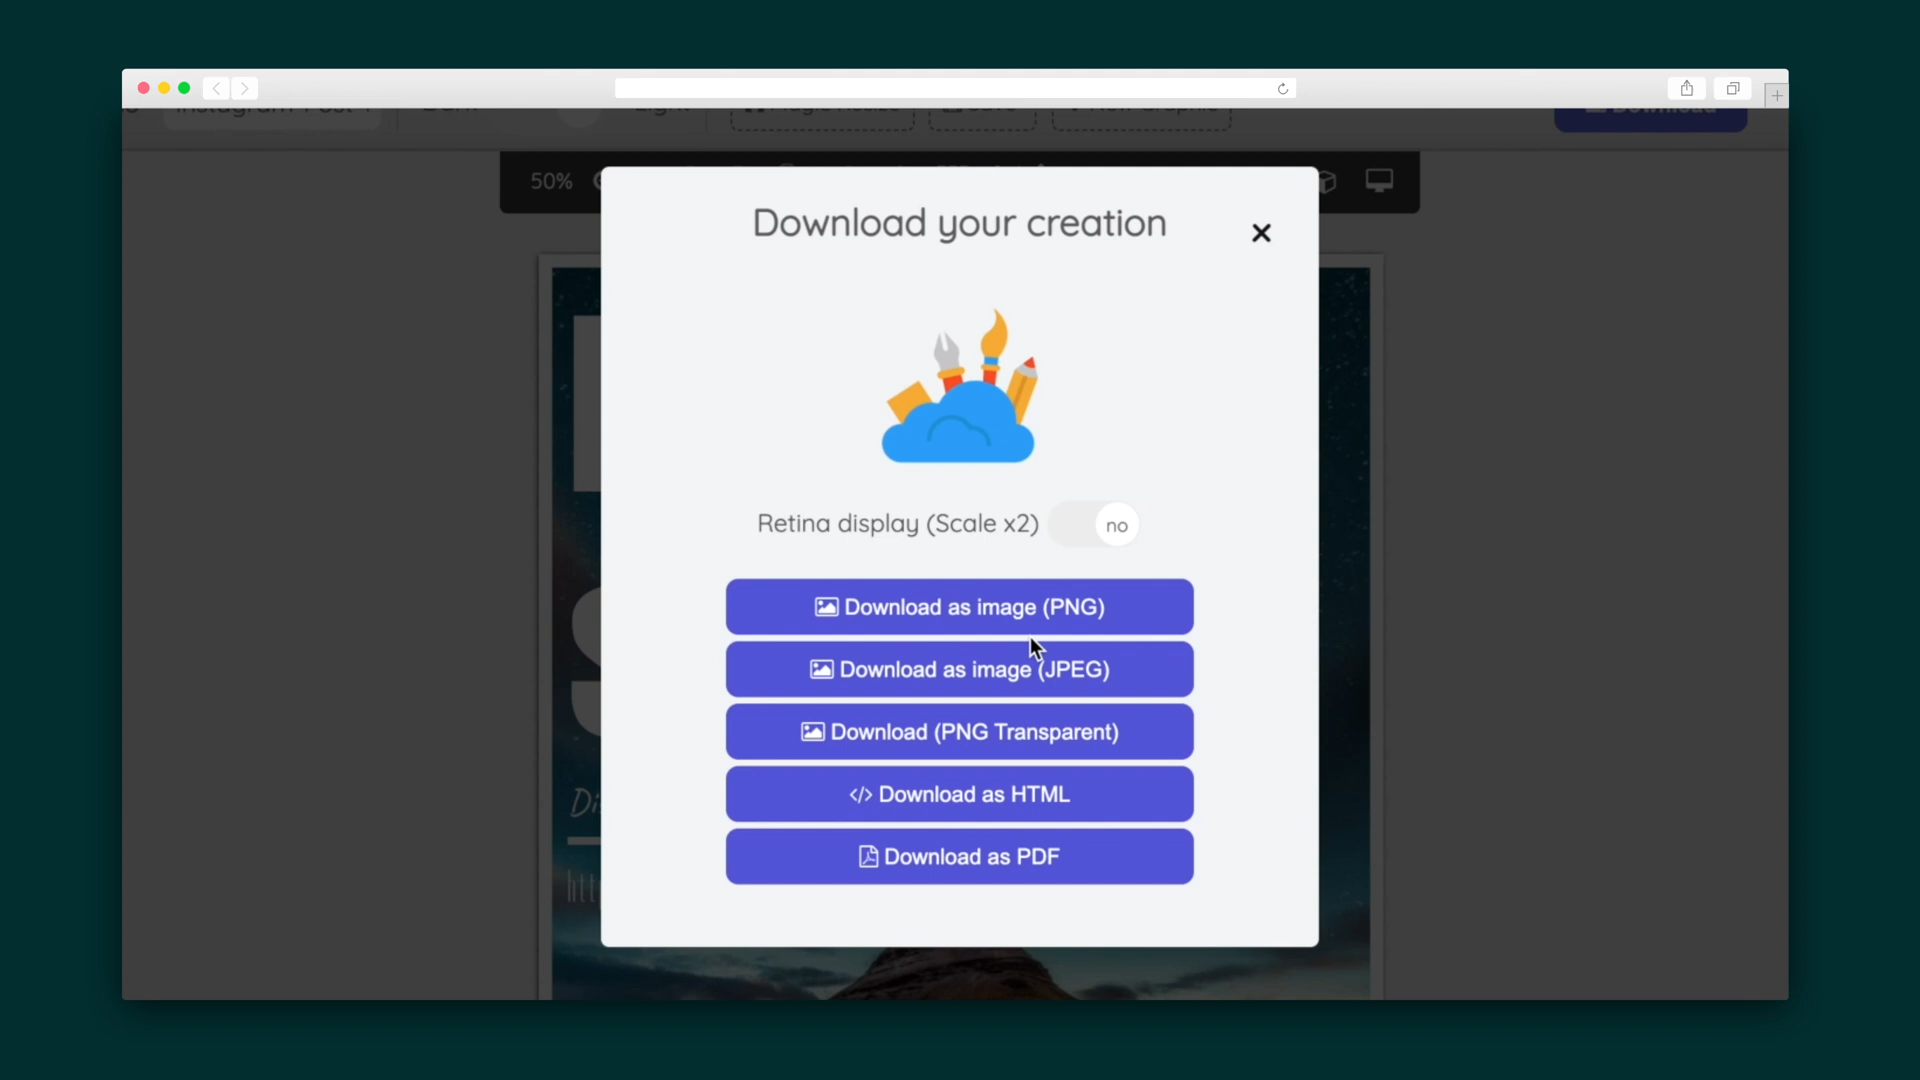 Download
50%
Download your creation
Retina display (Scale x2) no
Download as image (PNG)
Download as image (JPEG)
Download (PNG Transparent)
</> Download as HTML
Download as PDF